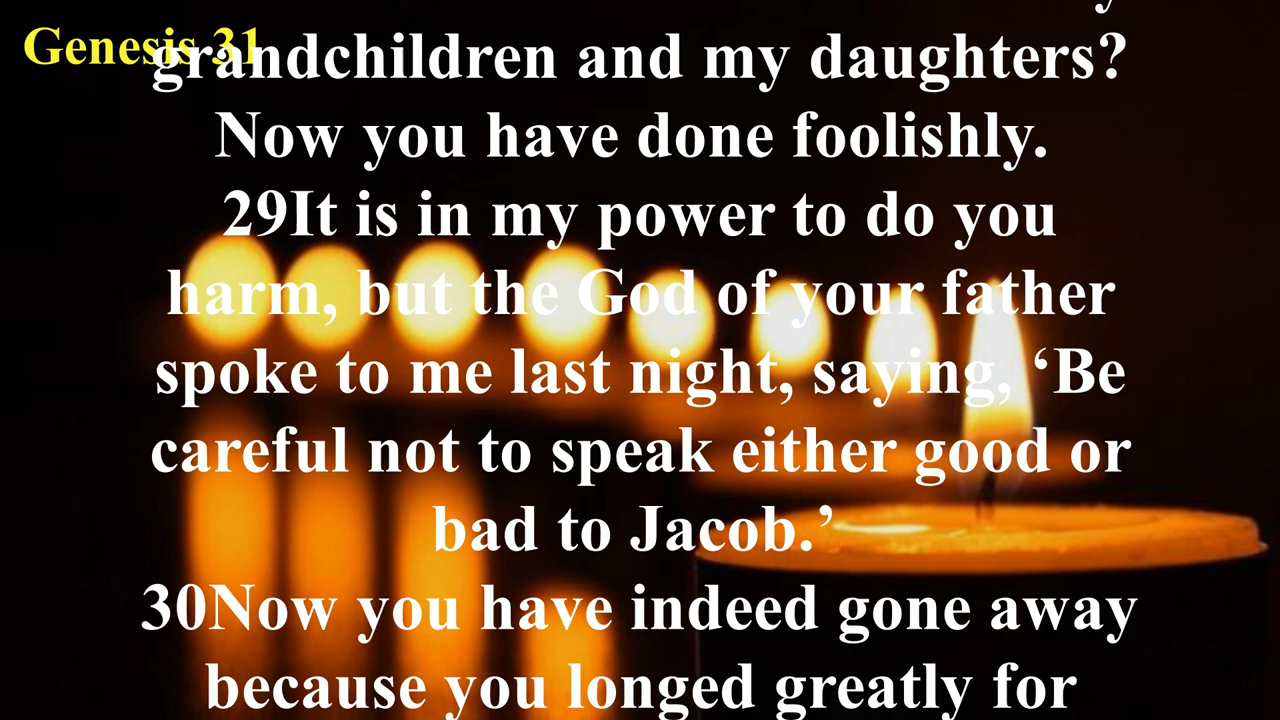 Genesis 31
grandchildren and my daughters?
Now you have done foolishly.
29It is in my power to do you
harm, but the God of your father
spoke to me last night, saying, ‘Be
careful not to speak either good or
bad to Jacob.’
30Now you have indeed gone away
because you longed greatly for